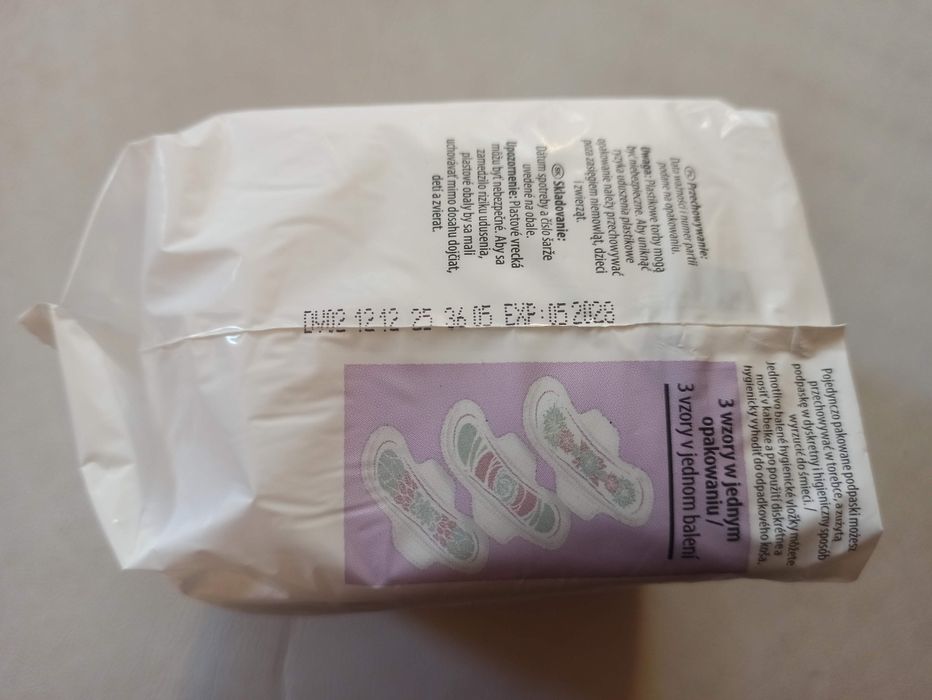 PL Przechowywanie:
Data ważności i numer partii
podane na opakowaniu.
Uwaga: Plastikowe torby mogą
być niebezpieczne. Aby uniknąć
ryzyka uduszenia plastikowe
opakowanie należy przechowywać
poza zasięgiem niemowląt, dzieci
i zwierząt.
SK Skladovanie:
Datum spotreby a číslo šarže
uvedené na obale.
Upozornenie: Plastové vrecká
môžu byť nebezpečné. Aby sa
zamedzilo riziku udusenia,
plastové obaly by sa mali
uchovávať mimo dosahu dojčiat,
detí a zvierat.
12 12 25 36 05 EXP:05 2028
Pojedynczo pakowane podpaski możesz
przechowywać w torebce, a zużytą
podpaskę w dyskretny i higieniczny sposób
wyrzucić do śmieci. /
Jednotlivo balené hygienické vložky môžete
nosiť v kabelke a po použití diskrétne a
hygienicky vyhodiť do odpadkového koša.
3 wzory w jednym
opakowaniu /
3 vzory v jednom balení